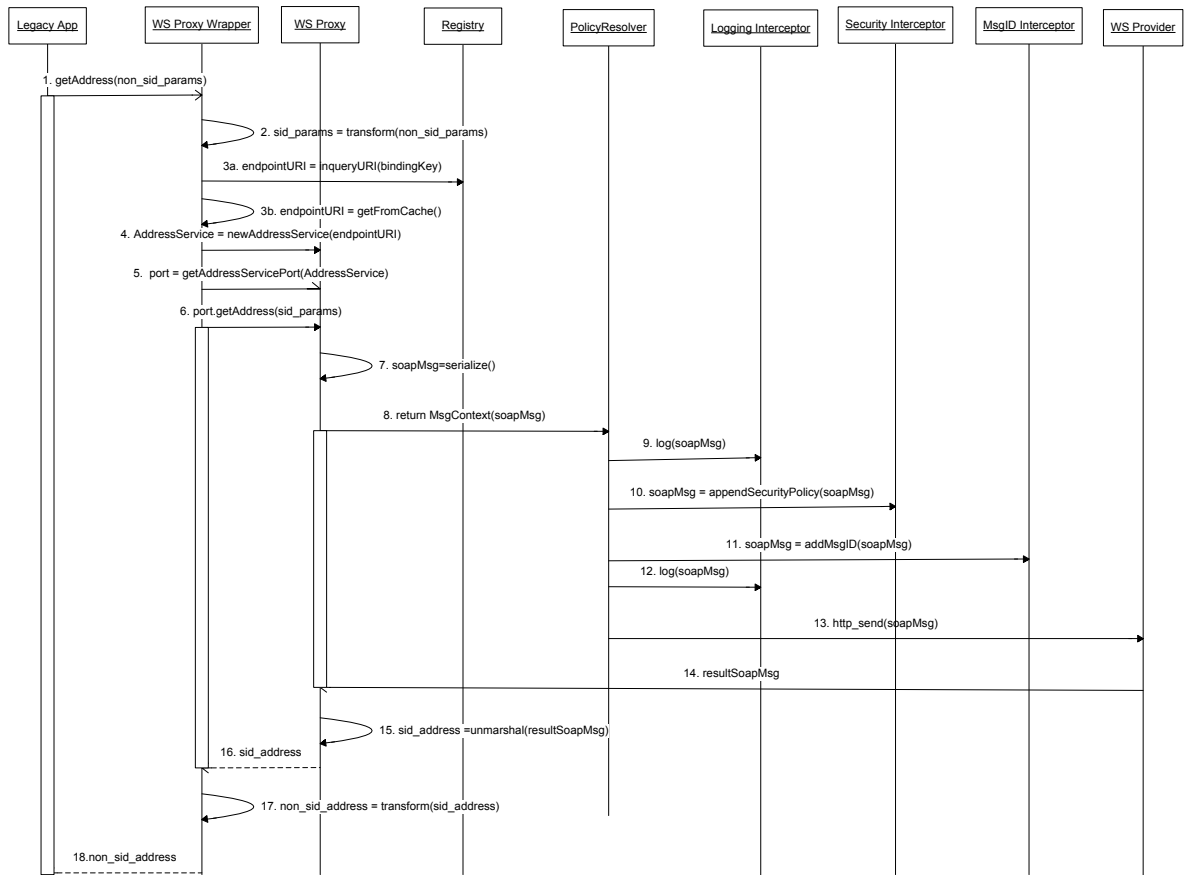 Legacy App
WS Proxy Wrapper
WS Proxy
Registry
PolicyResolver
Logging Interceptor
Security Interceptor
MsgID Interceptor
WS Provider
1. getAddress(non_sid_params)
2. sid_params = transform(non_sid_params)
3a. endpointURI = inqueryURI(bindingKey)
3b. endpointURI = getFromCache()
4. AddressService = newAddressService(endpointURI)
5. port = getAddressServicePort(AddressService)
6. port.getAddress(sid_params)
7. soapMsg=serialize()
8. return MsgContext(soapMsg)
9. log(soapMsg)
10. soapMsg = appendSecurityPolicy(soapMsg)
11. soapMsg = addMsgID(soapMsg)
12. log(soapMsg)
13. http_send(soapMsg)
14. resultSoapMsg
15. sid_address =unmarshal(resultSoapMsg)
16. sid_address
17. non_sid_address = transform(sid_address)
18.non_sid_address